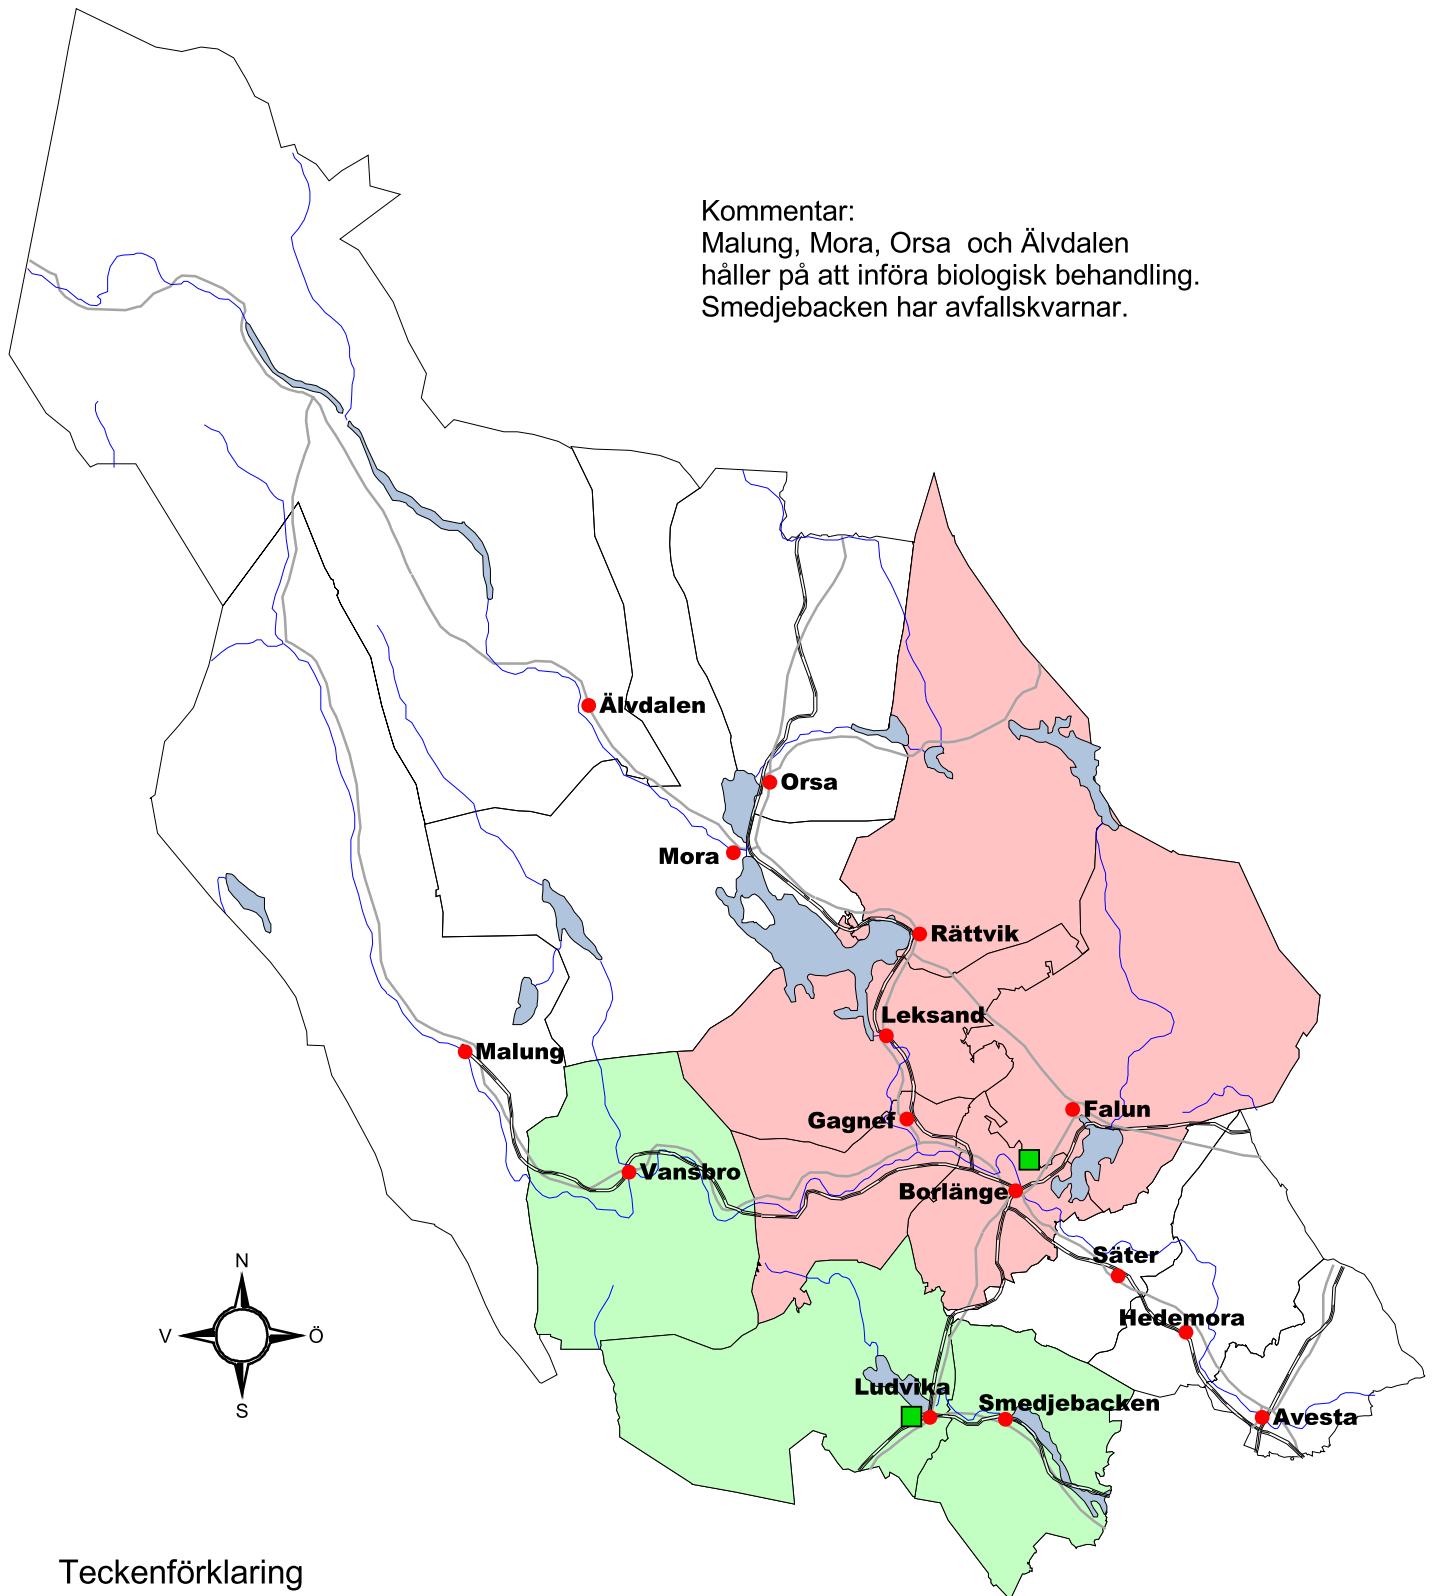 Kommentar:
Malung, Mora, Orsa  och Älvdalen
håller på att införa biologisk behandling.
Smedjebacken har avfallskvarnar.
Älvdalen
Orsa
Mora
Rättvik
Leksand
Malung
Gagnef
Falun
Vansbro
Borlänge
Säter
Hedemora
Ludvika
Smedjebacken
Avesta
N
V
Ö
S
Teckenförklaring